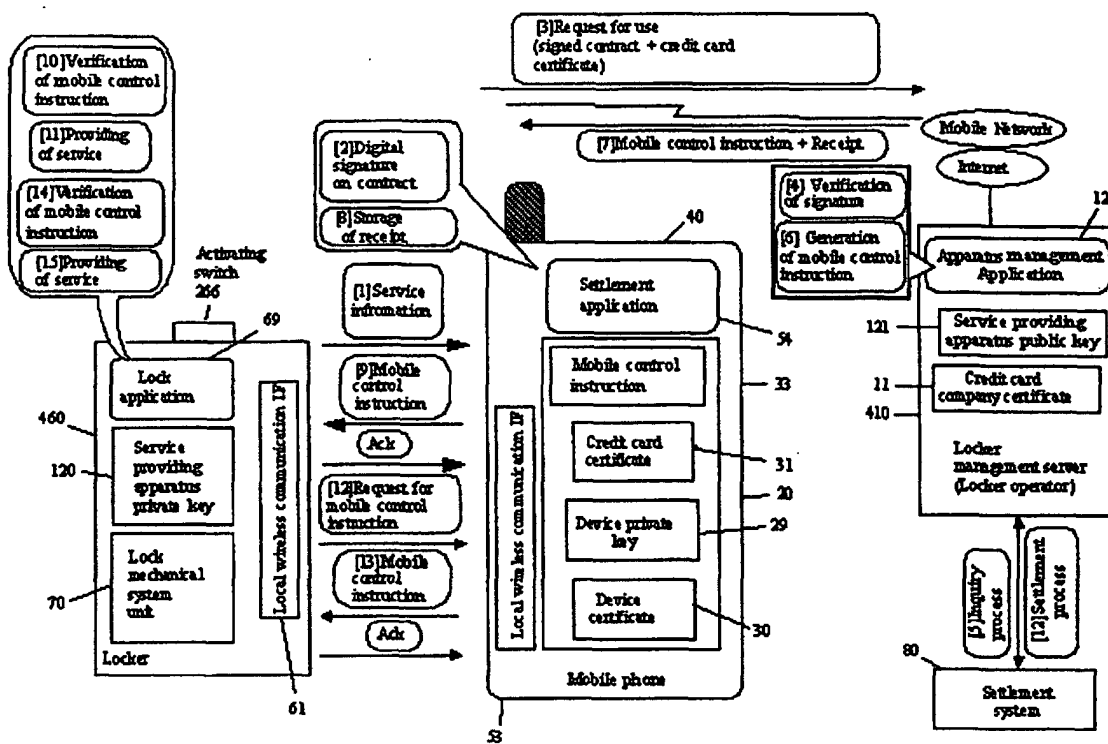 [3]Request for use
(signed contract + credit card
certificate)
[10]Verification
of mobile control
instruction
[11]Providing
of service
[14]Verification
of mobile control
instruction
[15]Providing
of service
[2]Digital
signature
on contract
[8]Storage
of receipt
[7]Mobile control instruction + Receipt
Mobile Network
Internet
[4] Verification
of signature
[6] Generation
of mobile control
instruction
40
12
Apparatus management
Application
Activating
switch
266
69
[1]Service
infromation
Settlement
application
54
121
Service providing
apparatus public key
Lock
application
[9]Mobile
control
instruction
Mobile control
instruction
33
11
Credit card
company certificate
460
410
Ack
Local wireless communication IF
Local wireless communication IF
Credit card
certificate
31
120
Service
providing
apparatus
private key
[12]Request for
mobile control
instruction
20
Locker
management server
(Locker operator)
Device private
key
29
[13]Mobile
control
instruction
70
Lock
mechanical
system
unit
Device
certificate
30
[5]Inquiry
process
[12]Settlement
process
Ack
Locker
Mobile phone
80
61
53
Settlement
system